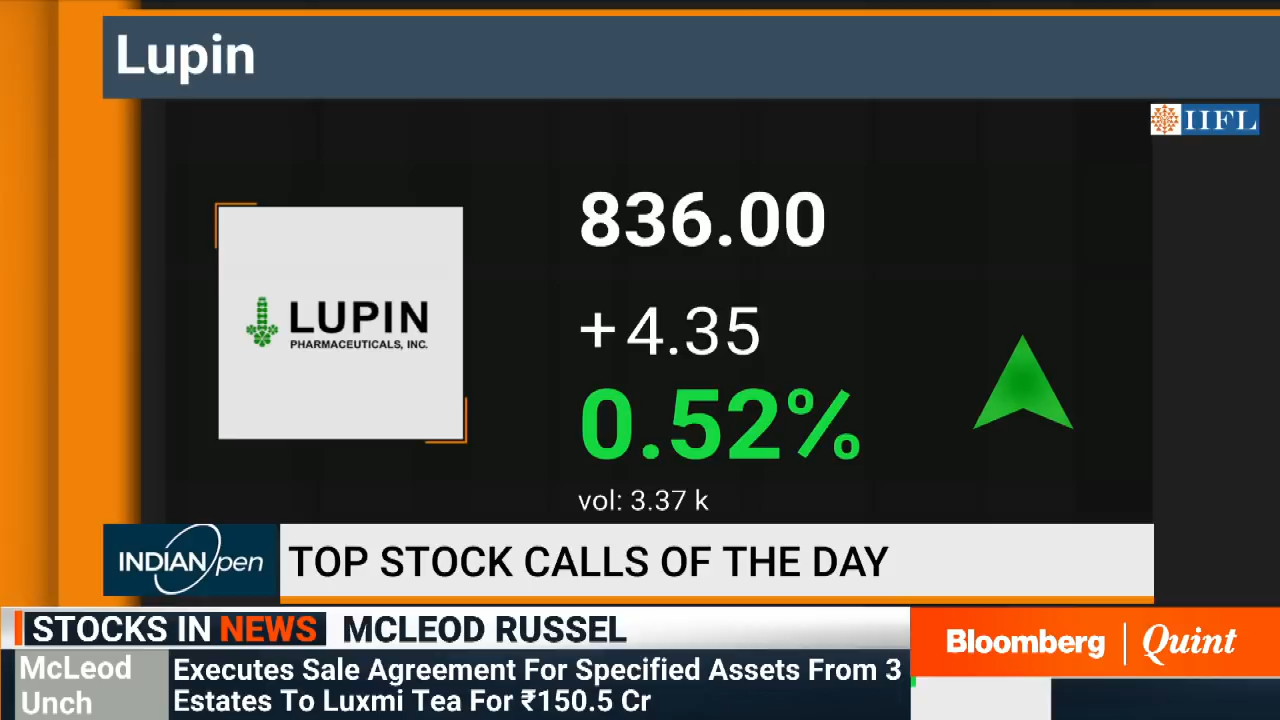 Lupin
IIFL
836.00
LUPIN
PHARMACEUTICALS, INC.
+4.35
0.52%
vol: 3.37 k
INDIAN pen
TOP STOCK CALLS OF THE DAY
STOCKS IN NEWS MCLEOD RUSSEL
Bloomberg | Quint
McLeod
Unch
Executes Sale Agreement For Specified Assets From 3
Estates To Luxmi Tea For ₹150.5 Cr